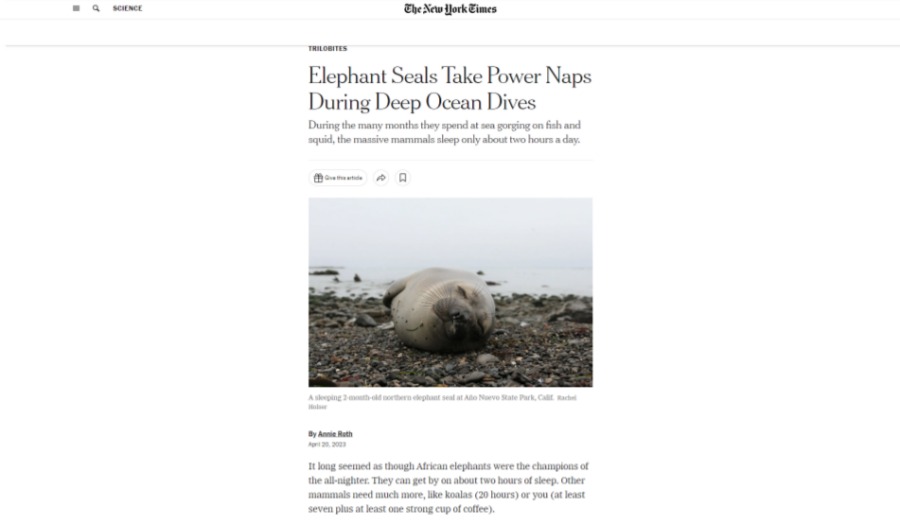 SCIENCE
The New York Times
TRILOBITES
Elephant Seals Take Power Naps
During Deep Ocean Dives
During the many months they spend at sea gorging on fish and
squid, the massive mammals sleep only about two hours a day.
Give this article
A sleeping 2-month-old northern elephant seal at Año Nuevo State Park, Calif. Rachel
By Annie Roth
April 20, 2023
It long seemed as though African elephants were the champions of
the all-nighter. They can get by on about two hours of sleep. Other
mammals need much more, like koalas (20 hours) or you (at least
seven plus at least one strong cup of coffee).